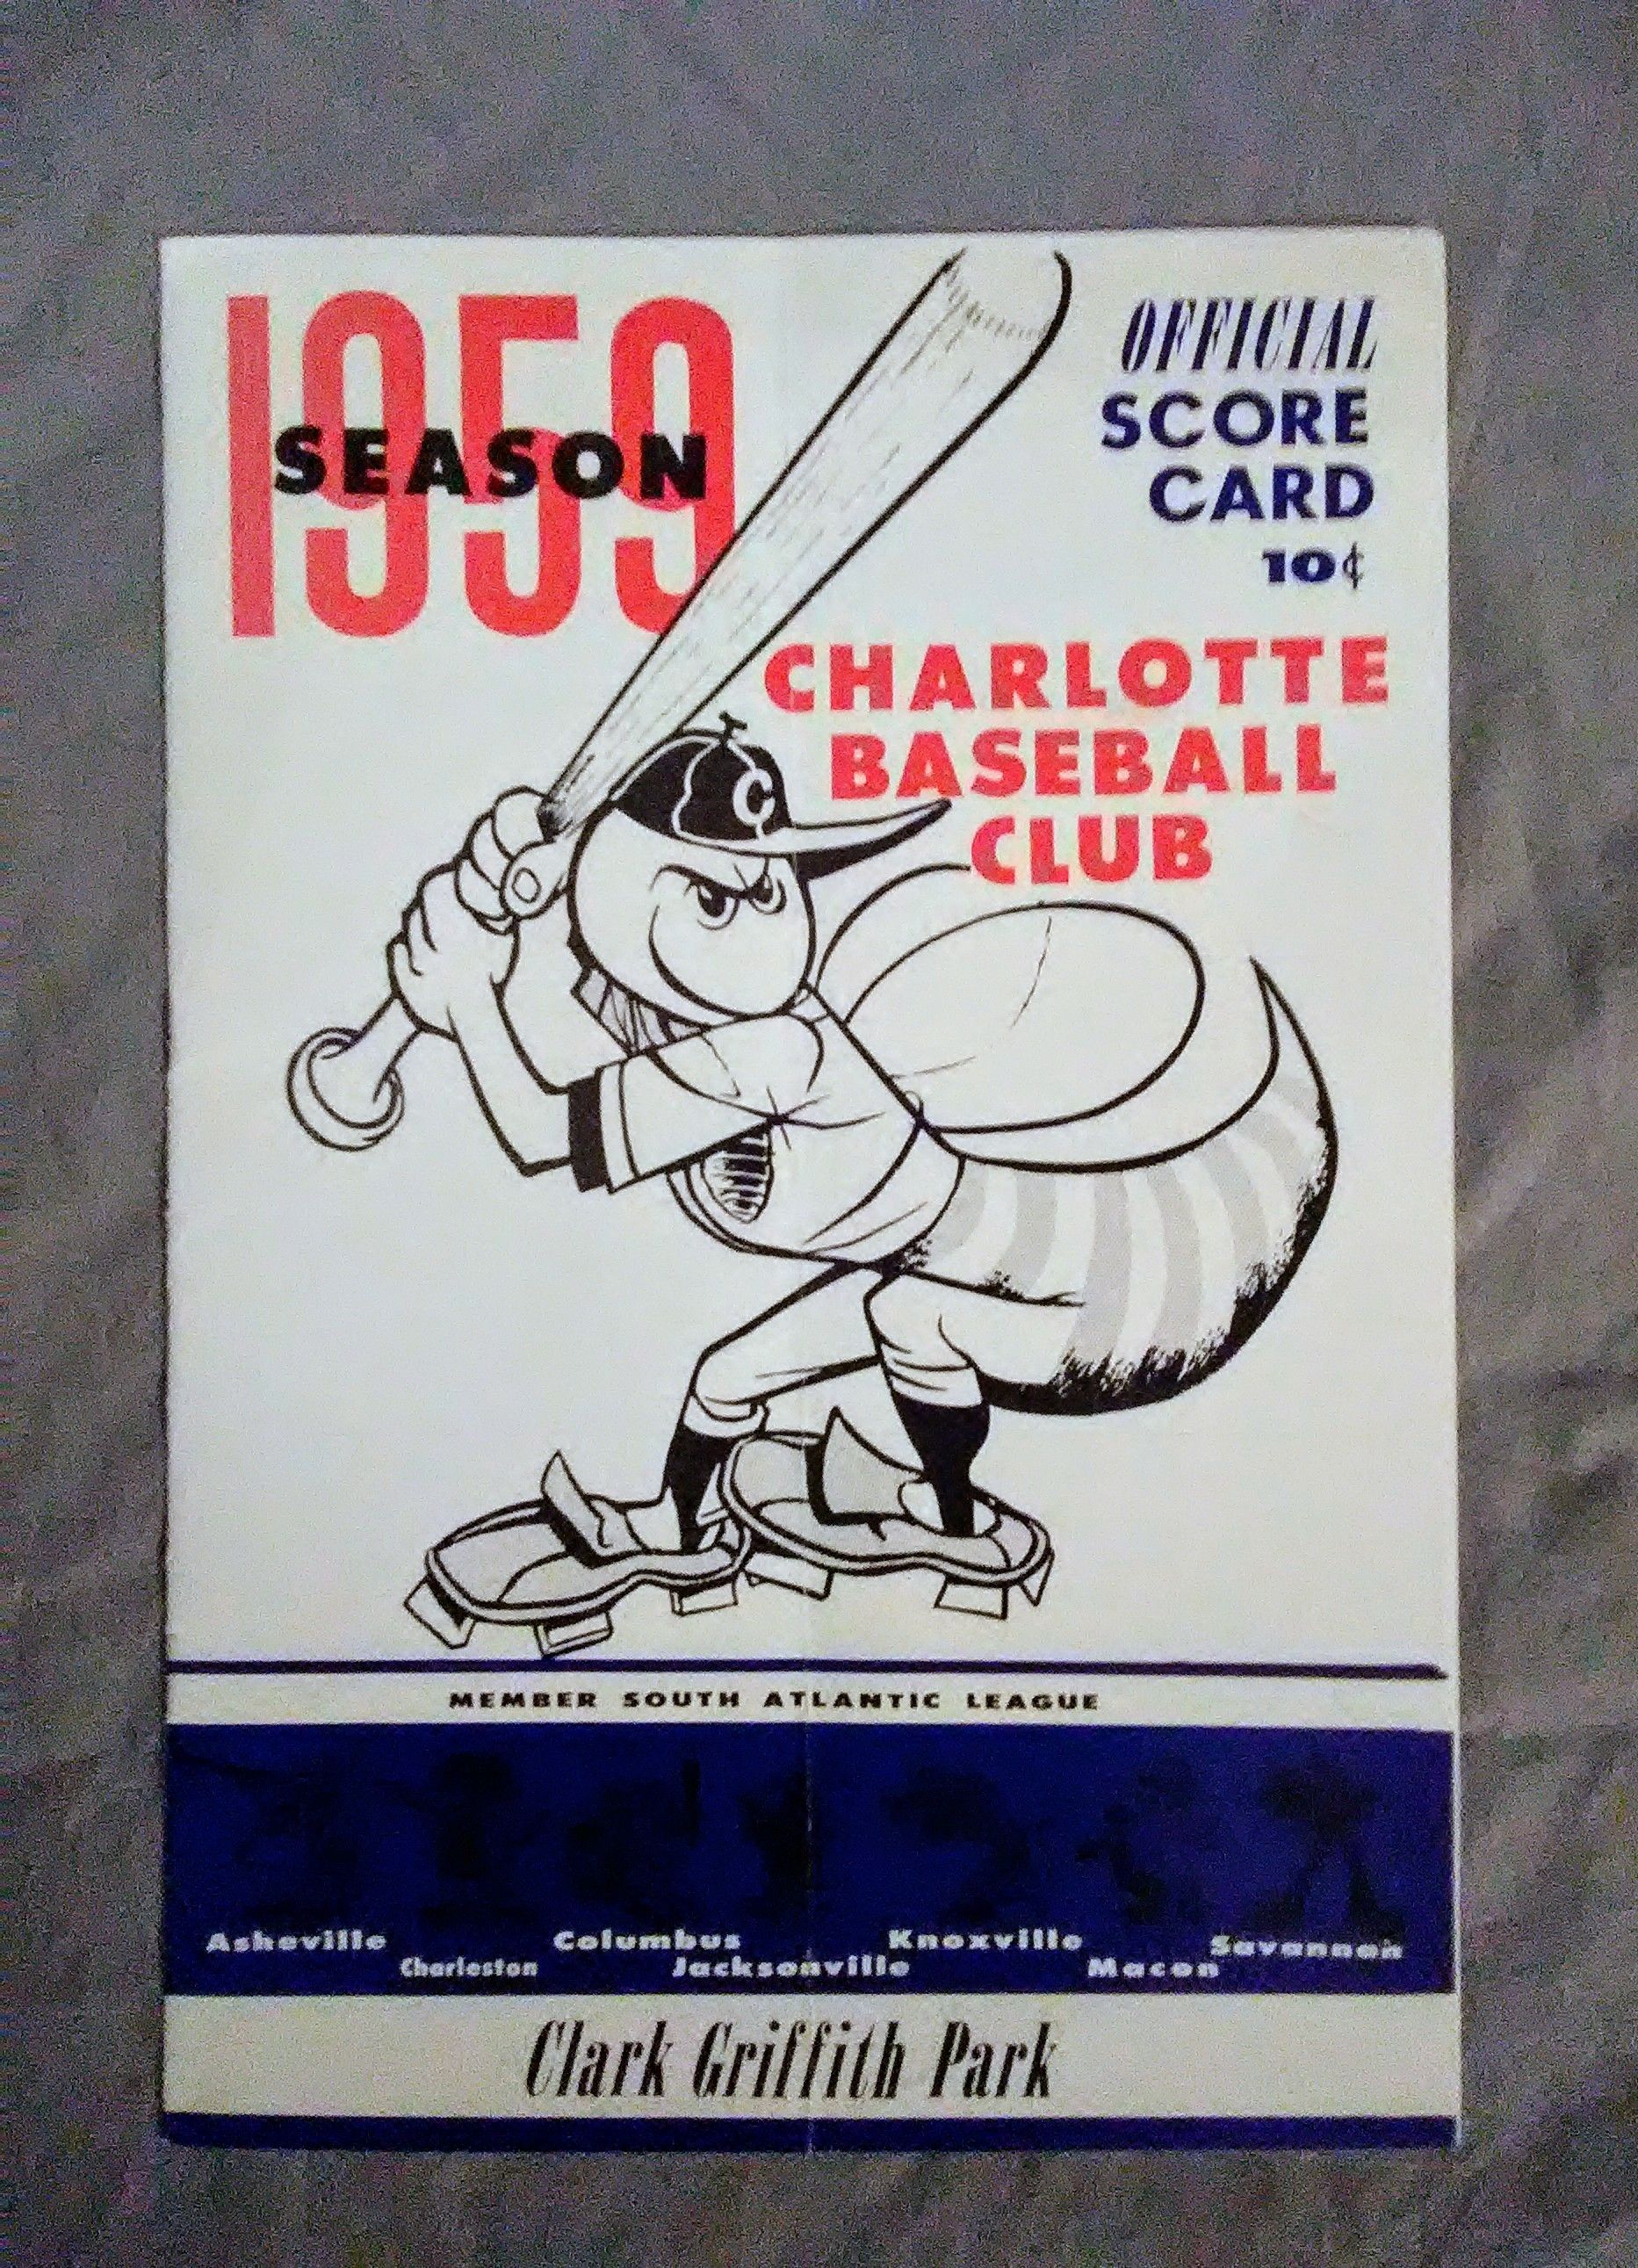 1959
SEASON
OFFICIAL
SCORE
CARD
10¢
CHARLOTTE
BASEBALL
CLUB
C
MEMBER SOUTH ATLANTIC LEAGUE
Asheville
Charleston
Columbus
Jacksonville
Knoxville
Macon
Savannah
Clark Griffith Park